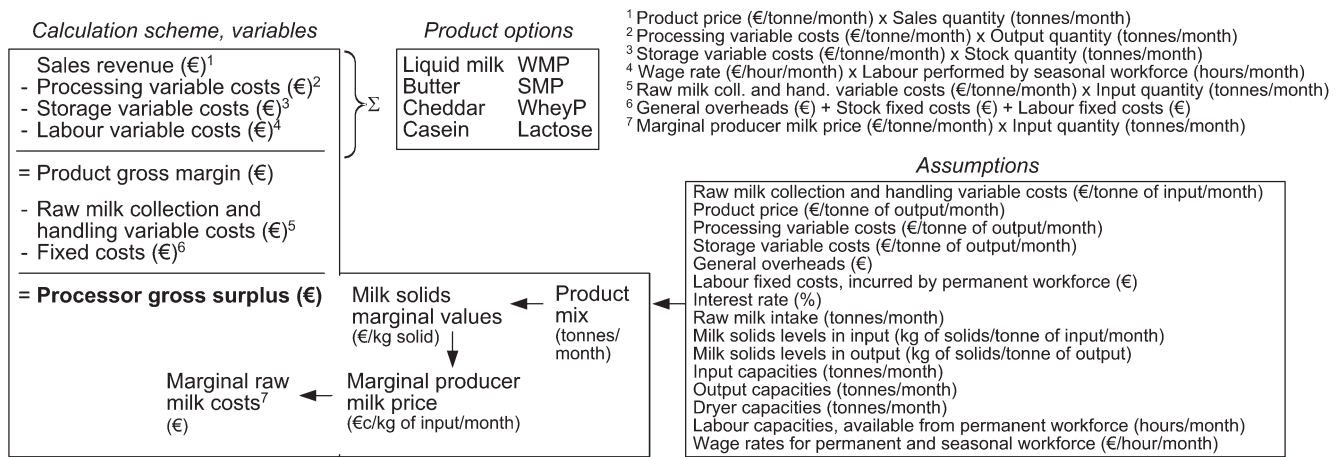 Calculation scheme, variables
Sales revenue (€)1
- Processing variable costs (€)2
- Storage variable costs (€)3
- Labour variable costs (€)4
Σ
= Product gross margin (€)
- Raw milk collection and
handling variable costs (€)5
- Fixed costs (€)6
= Processor gross surplus (€)
Product options
Liquid milk WMP
Butter SMP
Cheddar WheyP
Casein Lactose
1 Product price (€/tonne/month) x Sales quantity (tonnes/month)
2 Processing variable costs (€/tonne/month) x Output quantity (tonnes/month)
3 Storage variable costs (€/tonne/month) x Stock quantity (tonnes/month)
4 Wage rate (€/hour/month) x Labour performed by seasonal workforce (hours/month)
5 Raw milk coll. and hand. variable costs (€/tonne/month) x Input quantity (tonnes/month)
6 General overheads (€) + Stock fixed costs (€) + Labour fixed costs (€)
7 Marginal producer milk price (€/tonne/month) x Input quantity (tonnes/month)
Assumptions
Raw milk collection and handling variable costs (€/tonne of input/month)
Product price (€/tonne of output/month)
Processing variable costs (€/tonne of output/month)
Storage variable costs (€/tonne of output/month)
General overheads (€)
Labour fixed costs, incurred by permanent workforce (€)
Interest rate (%)
Raw milk intake (tonnes/month)
Milk solids levels in input (kg of solids/tonne of input/month)
Milk solids levels in output (kg of solids/tonne of output)
Input capacities (tonnes/month)
Output capacities (tonnes/month)
Dryer capacities (tonnes/month)
Labour capacities, available from permanent workforce (hours/month)
Wage rates for permanent and seasonal workforce (€/hour/month)
Product
mix
(tonnes/
month)
Milk solids
marginal values
(€/kg solid)
Marginal producer
milk price
(€c/kg of input/month)
Marginal raw
milk costs7
(€)